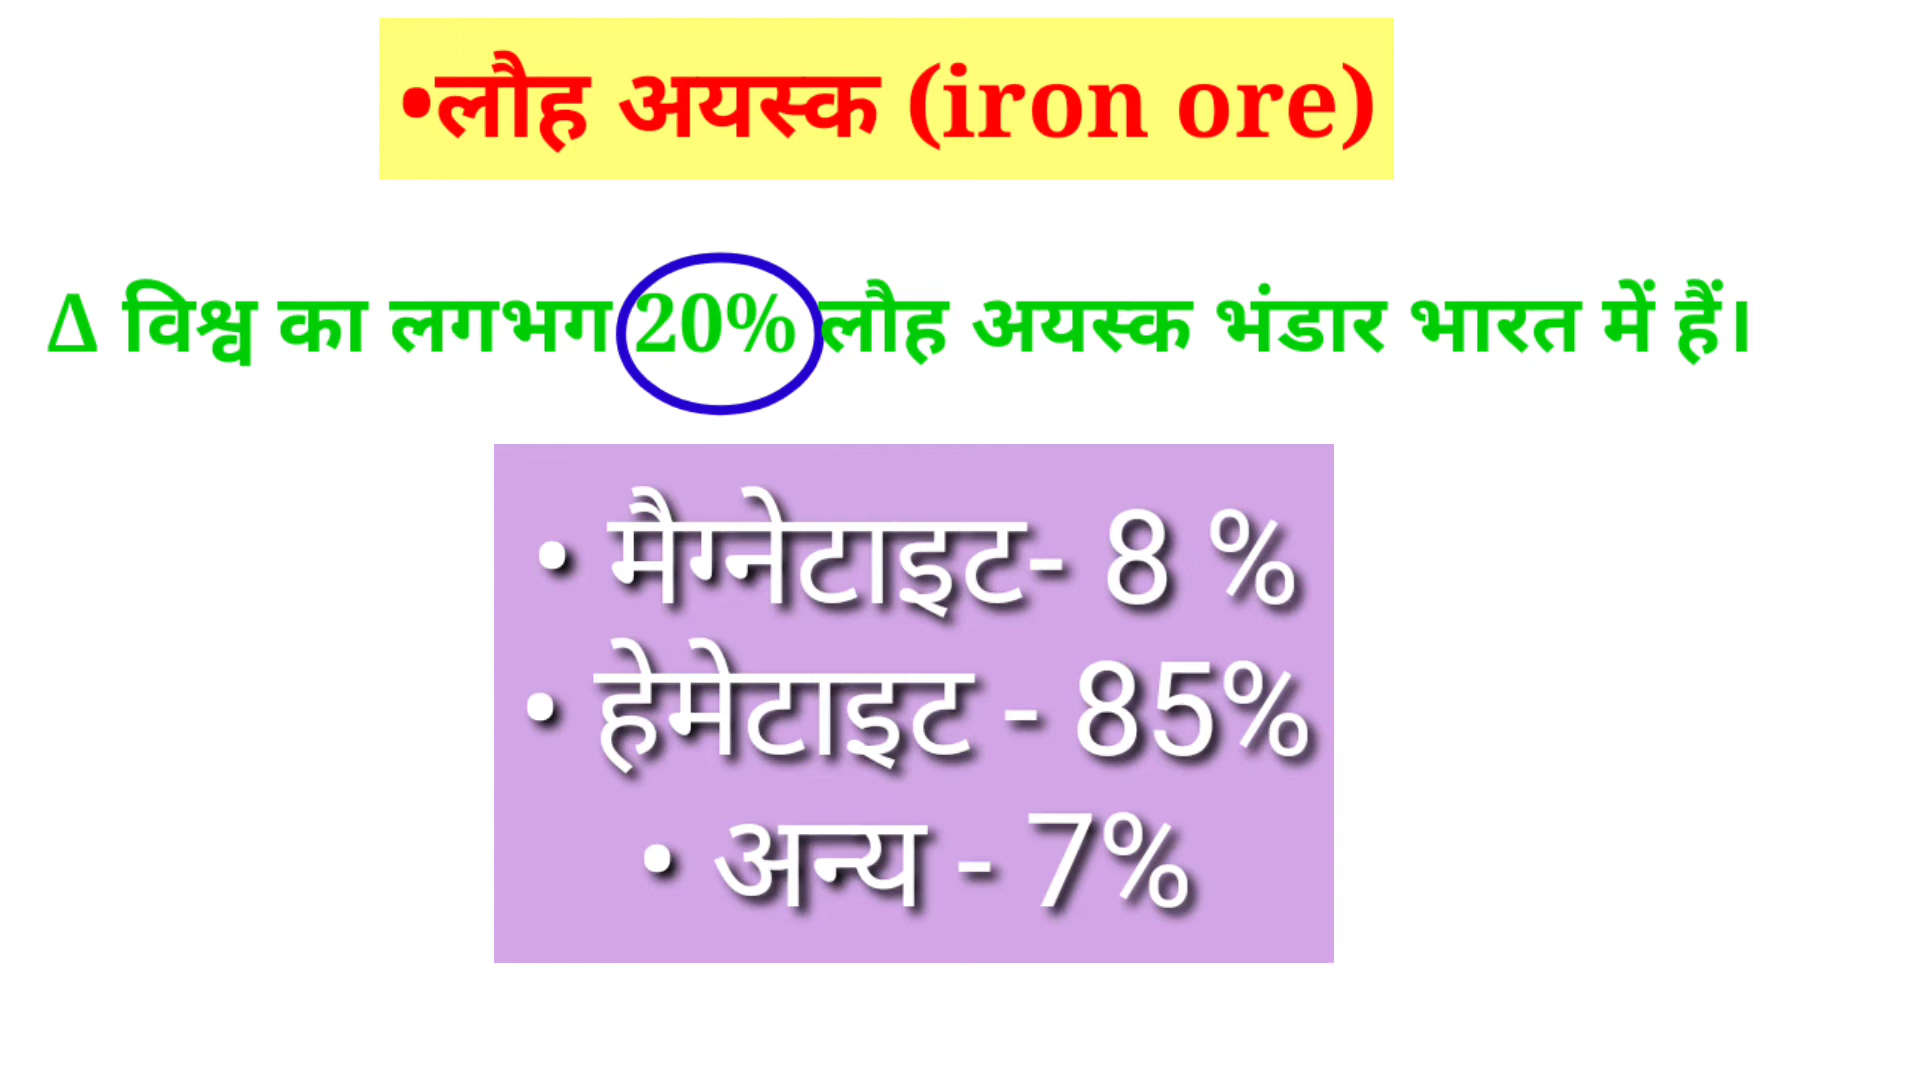 •लौह अयस्क (iron ore)
∆ विश्व का लगभग 20% लौह अयस्क भंडार भारत में हैं।
• मैग्नेटाइट- 8 %
• हेमेटाइट - 85%
• अन्य - 7%